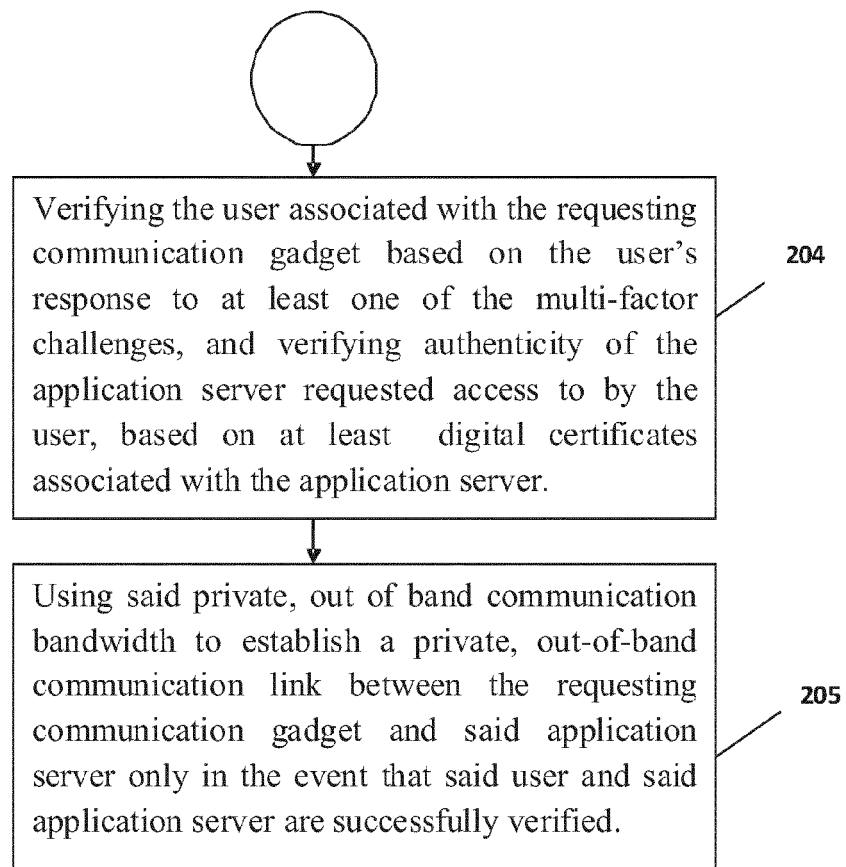 Verifying the user associated with the requesting
communication gadget based on the user's
response to at least one of the multi-factor
challenges, and verifying authenticity of the
application server requested access to by the
user, based on at least digital certificates
associated with the application server.
204
Using said private, out of band communication
bandwidth to establish a private, out-of-band
communication link between the requesting
communication gadget and said application
server only in the event that said user and said
application server are successfully verified.
205